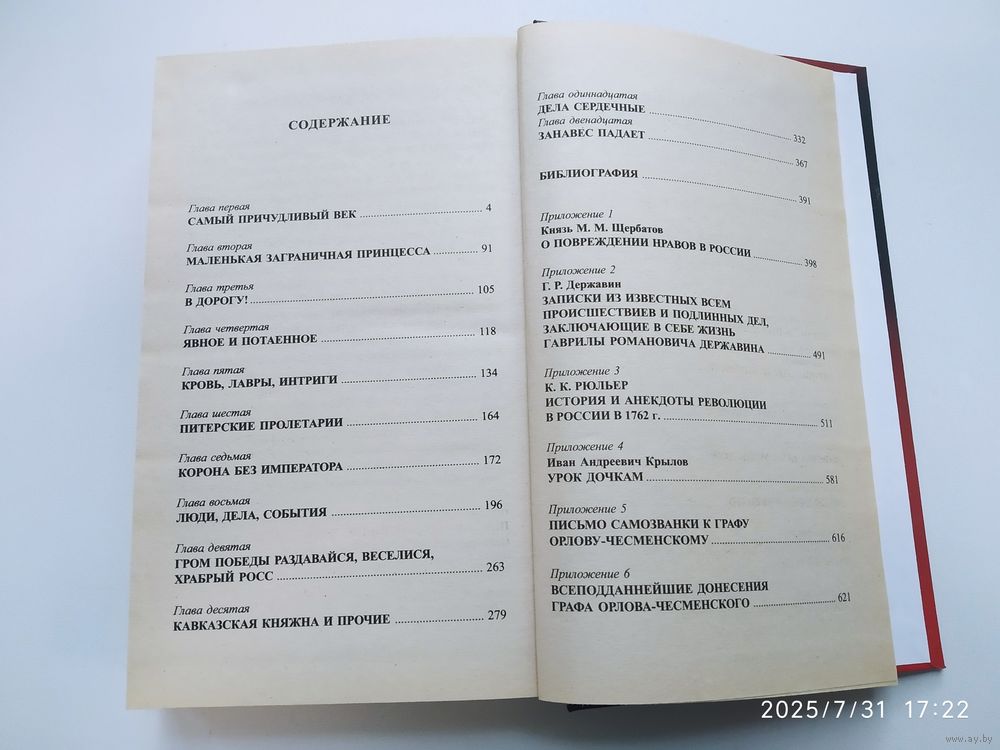 СОДЕРЖАНИЕ
Глава первая
САМЫЙ ПРИЧУДЛИВЫЙ ВЕК ........ 4
Глава вторая
МАЛЕНЬКАЯ ЗАГРАНИЧНАЯ ПРИНЦЕССА ........ 91
Глава третья
В ДОРОГУ! ........ 105
Глава четвертая
ЯВНОЕ И ПОТАЕННОЕ ........ 118
Глава пятая
КРОВЬ, ЛАВРЫ, ИНТРИГИ ........ 134
Глава шестая
ПИТЕРСКИЕ ПРОЛЕТАРИИ ........ 164
Глава седьмая
КОРОНА БЕЗ ИМПЕРАТОРА ........ 172
Глава восьмая
ЛЮДИ, ДЕЛА, СОБЫТИЯ ........ 196
Глава девятая
ГРОМ ПОБЕДЫ РАЗДАВАЙСЯ, ВЕСЕЛИСЯ,
ХРАБРЫЙ РОСС ........ 263
Глава десятая
КАВКАЗСКАЯ КНЯЖНА И ПРОЧИЕ ........ 279
Глава одиннадцатая
ДЕЛА СЕРДЕЧНЫЕ ........ 332
Глава двенадцатая
ЗАНАВЕС ПАДАЕТ ........ 367
БИБЛИОГРАФИЯ ........ 391
Приложение 1
Князь М. М. Щербатов
О ПОВРЕЖДЕНИИ НРАВОВ В РОССИИ ........ 398
Приложение 2
Г. Р. Державин
ЗАПИСКИ ИЗ ИЗВЕСТНЫХ ВСЕМ
ПРОИСШЕСТВИЕВ И ПОДЛИННЫХ ДЕЛ,
ЗАКЛЮЧАЮЩИЕ В СЕБЕ ЖИЗНЬ
ГАВРИЛЫ РОМАНОВИЧА ДЕРЖАВИНА ........ 491
Приложение 3
К. К. РЮЛЬЕР
ИСТОРИЯ И АНЕКДОТЫ РЕВОЛЮЦИИ
В РОССИИ В 1762 г. ........ 511
Приложение 4
Иван Андреевич Крылов
УРОК ДОЧКАМ ........ 581
Приложение 5
ПИСЬМО САМОЗВАНКИ К ГРАФУ
ОРЛОВУ-ЧЕСМЕНСКОМУ ........ 616
Приложение 6
ВСЕПОДДАННЕЙШИЕ ДОНЕСЕНИЯ
ГРАФА ОРЛОВА-ЧЕСМЕНСКОГО ........ 621
2025/7/31 17:22
www.ay.by